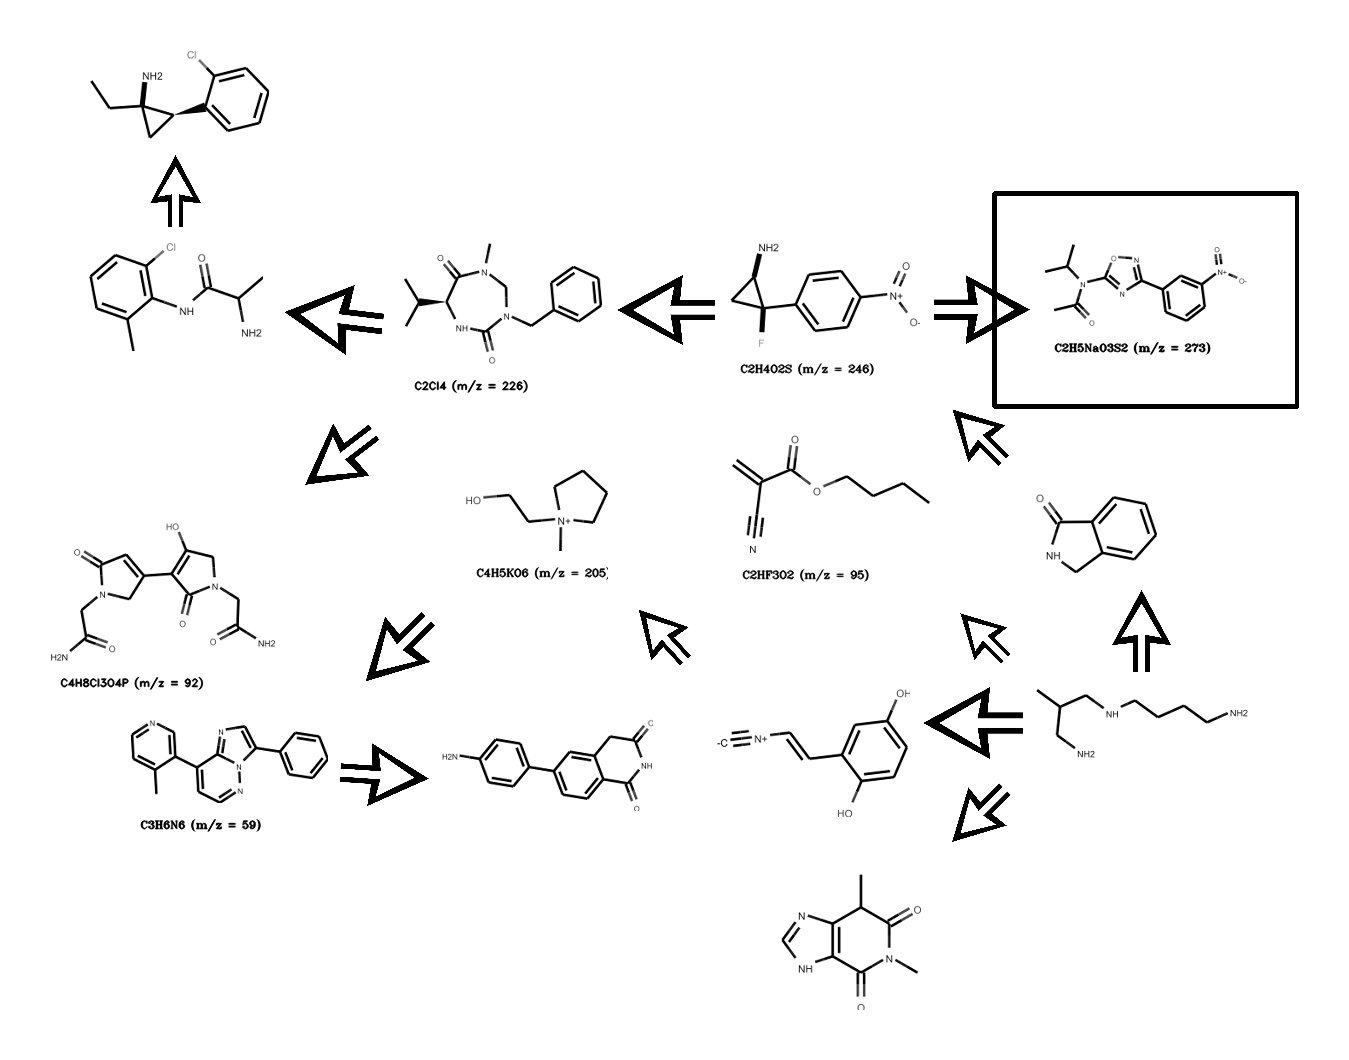 Cl
NH2
Cl
O
NH
NH2
O
N
N
NH
O
C2Cl4 (m/z = 226)
NH2
F
N+
O
O-
C2H4O2S (m/z = 246)
O
N
N
N
O
O
N+
O-
C2H5NaO3S2 (m/z = 273)
HO
N+
C4H5KO6 (m/z = 205)
O
O
N
C2HF3O2 (m/z = 95)
O
NH
HO
O
N
N
O
O
O
H2N
NH2
C4H8Cl3O4P (m/z = 92)
N
N
N
N
C3H6N6 (m/z = 59)
H2N
O
NH
O
-C
N+
OH
HO
NH
NH2
NH2
N
NH
O
N
O